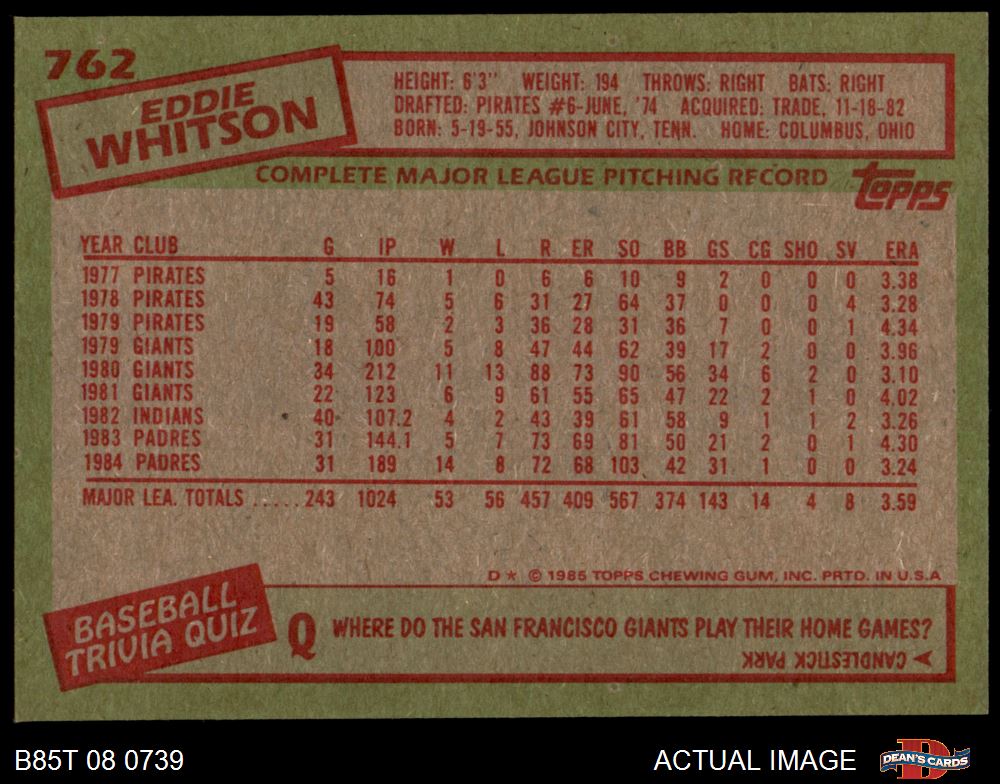 762
EDDIE
WHITSON
HEIGHT: 6'3" WEIGHT: 194 THROWS: RIGHT BATS: RIGHT
DRAFTED: PIRATES #6-JUNE, '74 ACQUIRED: TRADE, 11-18-82
BORN: 5-19-55, JOHNSON CITY, TENN. HOME: COLUMBUS, OHIO
COMPLETE MAJOR LEAGUE PITCHING RECORD
topps
YEAR CLUB G IP W L R ER SO BB GS CG SHO SV ERA
1977 PIRATES 5 16 1 0 6 6 10 9 2 0 0 0 3.38
1978 PIRATES 43 74 5 6 31 27 64 37 0 0 0 4 3.28
1979 PIRATES 19 58 2 3 36 28 31 36 7 0 0 1 4.34
1979 GIANTS 18 100 5 8 47 44 62 39 17 2 0 0 3.96
1980 GIANTS 34 212 11 13 88 73 90 56 34 6 2 0 3.10
1981 GIANTS 22 123 6 9 61 55 65 47 22 2 1 0 4.02
1982 INDIANS 40 107.2 4 2 43 39 61 58 9 1 1 2 3.26
1983 PADRES 31 144.1 5 7 73 69 81 50 21 2 0 1 4.30
1984 PADRES 31 189 14 8 72 68 103 42 31 1 0 0 3.24
MAJOR LEA. TOTALS .....243 1024 53 56 457 409 567 374 143 14 4 8 3.59
D * © 1985 TOPPS CHEWING GUM, INC. PRTD. IN U.S.A
BASEBALL
TRIVIA QUIZ
Q WHERE DO THE SAN FRANCISCO GIANTS PLAY THEIR HOME GAMES?
CANDLESTICK PARK
B85T 08 0739
ACTUAL IMAGE
D
DEAN'S CARDS